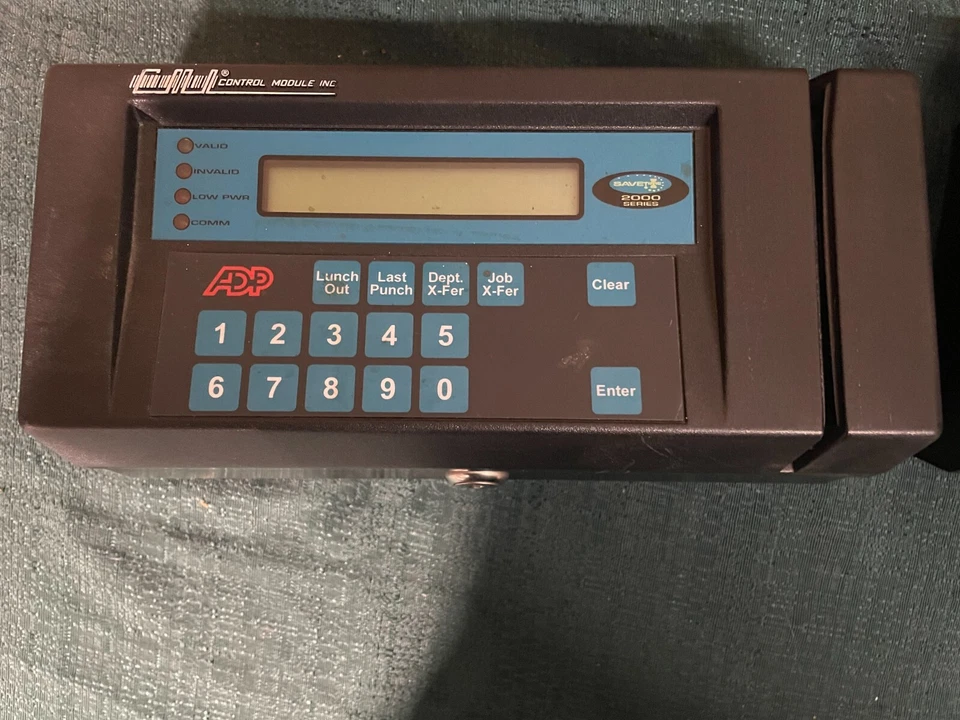 CMI® CONTROL MODULE INC
VALID
INVALID
LOW PWR
COMM
2000
SERIES
ADP
Lunch Out
Last Punch
Dept. X-Fer
Job X-Fer
Clear
1 2 3 4 5
6 7 8 9 0
Enter